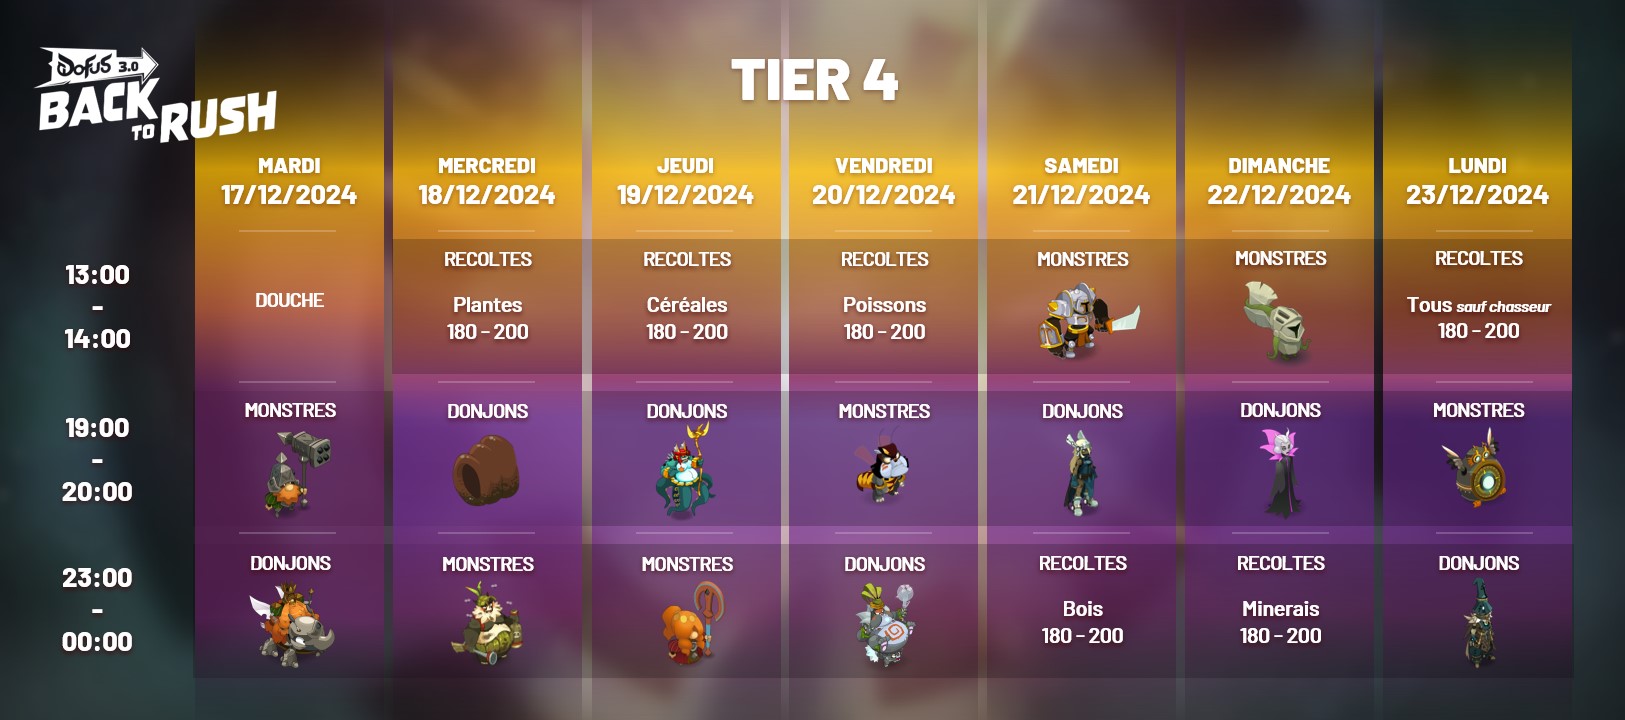 DOFUS 3.0
BACK
TO RUSH
TIER 4
MARDI
17/12/2024
MERCREDI
18/12/2024
JEUDI
19/12/2024
VENDREDI
20/12/2024
SAMEDI
21/12/2024
DIMANCHE
22/12/2024
LUNDI
23/12/2024
13:00
-
14:00
DOUCHE
RECOLTES
Plantes
180 - 200
RECOLTES
Céréales
180 - 200
RECOLTES
Poissons
180 - 200
MONSTRES
MONSTRES
RECOLTES
Tous sauf chasseur
180 - 200
19:00
-
20:00
MONSTRES
DONJONS
DONJONS
MONSTRES
DONJONS
DONJONS
MONSTRES
23:00
-
00:00
DONJONS
MONSTRES
MONSTRES
DONJONS
RECOLTES
Bois
180 - 200
RECOLTES
Minerais
180 - 200
DONJONS